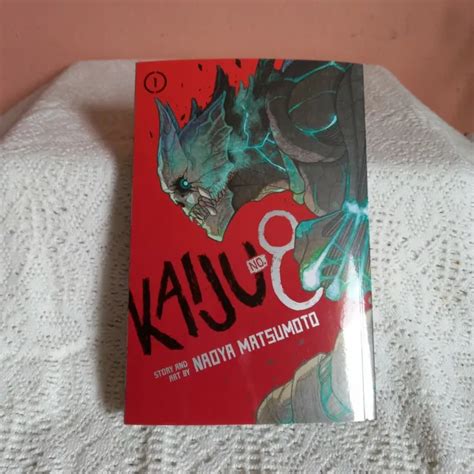 1
KAIJU NO. 8
STORY AND
ART BY NAOYA MATSUMOTO